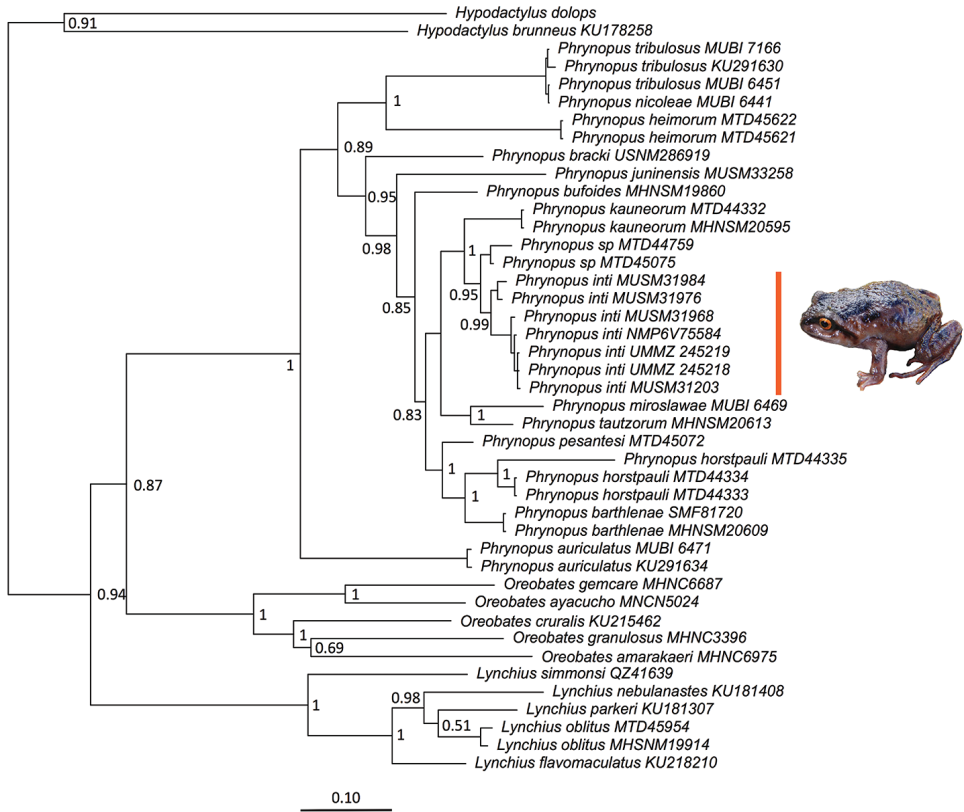 Hypodactylus dolops
0.91
Hypodactylus brunneus KU178258
Phrynopus tribulosus MUBI 7166
Phrynopus tribulosus KU291630
Phrynopus tribulosus MUBI 6451
1
Phrynopus nicoleae MUBI 6441
Phrynopus heimorum MTD45622
Phrynopus heimorum MTD45621
0.89
Phrynopus bracki USNM286919
Phrynopus juninensis MUSM33258
0.95
Phrynopus bufoides MHNSM19860
Phrynopus kauneorum MTD44332
Phrynopus kauneorum MHNSM20595
0.98
1
Phrynopus sp MTD44759
Phrynopus sp MTD45075
Phrynopus inti MUSM31984
0.95
Phrynopus inti MUSM31976
0.85
Phrynopus inti MUSM31968
0.99
Phrynopus inti NMP6V75584
Phrynopus inti UMMZ 245219
1
Phrynopus inti UMMZ 245218
Phrynopus inti MUSM31203
Phrynopus miroslawae MUBI 6469
0.83
1
Phrynopus tautzorum MHNSM20613
Phrynopus pesantesi MTD45072
Phrynopus horstpauli MTD44335
1
1
Phrynopus horstpauli MTD44334
0.87
1
Phrynopus horstpauli MTD44333
Phrynopus barthlenae SMF81720
Phrynopus barthlenae MHNSM20609
Phrynopus auriculatus MUBI 6471
Phrynopus auriculatus KU291634
Oreobates gemcare MHNC6687
0.94
1
Oreobates ayacucho MNCN5024
1
Oreobates cruralis KU215462
1
Oreobates granulosus MHNC3396
0.69
Oreobates amarakaeri MHNC6975
Lynchius simmonsi QZ41639
Lynchius nebulanastes KU181408
0.98
1
Lynchius parkeri KU181307
0.51
Lynchius oblitus MTD45954
1
Lynchius oblitus MHSNM19914
Lynchius flavomaculatus KU218210
0.10